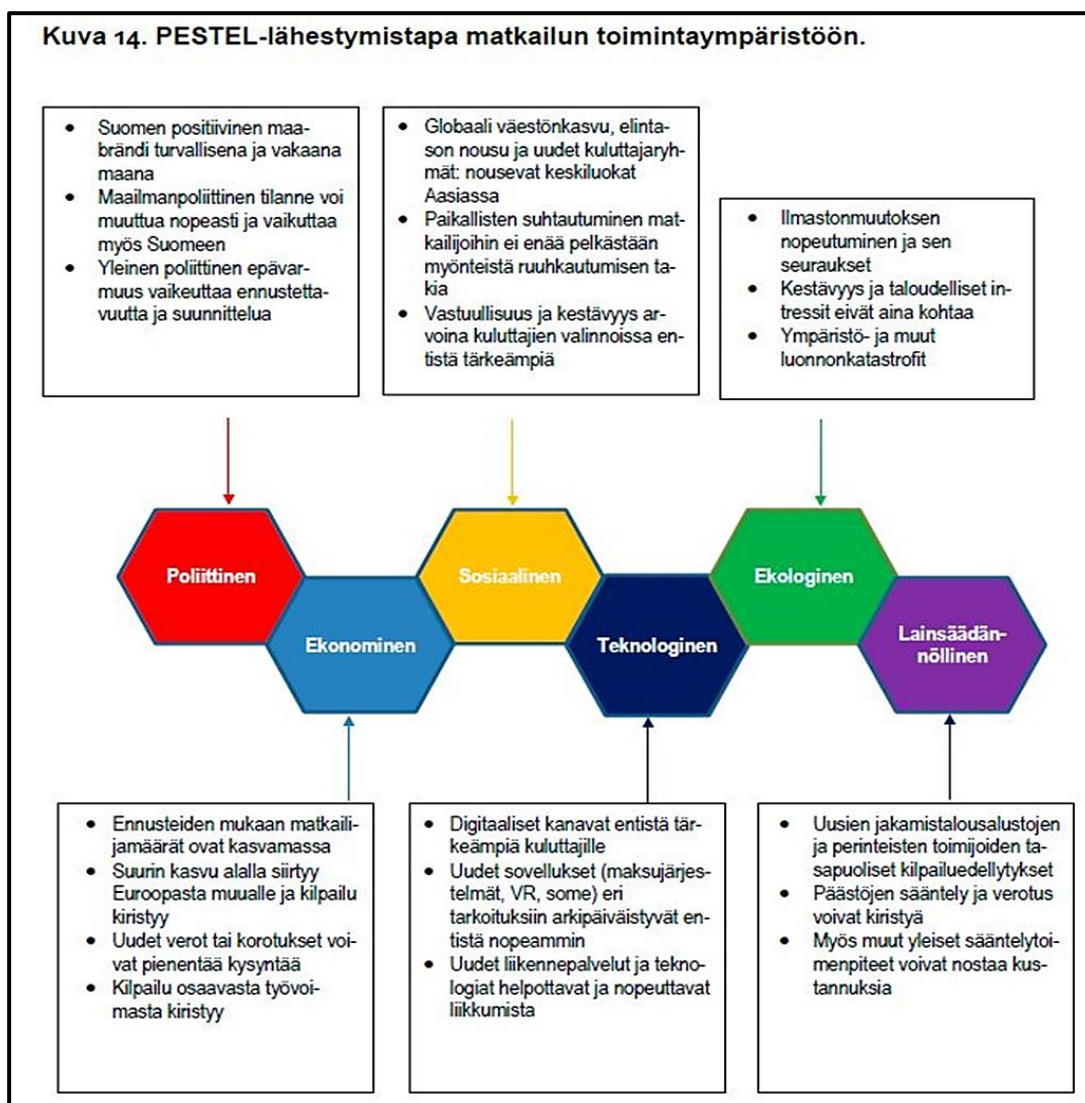 Kuva 14. PESTEL-lähestymistapa matkailun toimintaympäristöön.
• Suomen positiivinen maa-
brändi turvallisena ja vakaana
maana
• Maailmanpoliittinen tilanne voi
muuttua nopeasti ja vaikuttaa
myös Suomeen
• Yleinen poliittinen epävar-
muus vaikeuttaa ennustetta-
vuutta ja suunnittelua
• Globaali väestönkasvu, elinta-
son nousu ja uudet kuluttajaryh-
mät: nousevat keskiluokat
Aasiassa
• Paikallisten suhtautuminen mat-
kailijoihin ei enää pelkästään
myönteistä ruuhkautumisen ta-
kia
• Vastuullisuus ja kestävyys ar-
voina kuluttajien valinnoissa en-
tistä tärkeämpiä
• Ilmastonmuutoksen
nopeutuminen ja sen
seuraukset
• Kestävyys ja taloudelliset in-
tressit eivät aina kohtaa
• Ympäristö- ja muut
luonnonkatastrofit
Poliittinen
Ekonominen
Sosiaalinen
Teknologinen
Ekologinen
Lainsäädän-
nöllinen
• Ennusteiden mukaan matkaili-
jamäärät ovat kasvamassa
• Suurin kasvu alalla siirtyy
Euroopasta muualle ja kilpailu
kiristyy
• Uudet verot tai korotukset voi-
vat pienentää kysyntää
• Kilpailu osaavasta työvoi-
masta kiristyy
• Digitaaliset kanavat entistä tär-
keämpiä kuluttajille
• Uudet sovellukset (maksujärjes-
telmät, VR, some) eri
tarkoituksiin arkipäiväistyvät en-
tistä nopeammin
• Uudet liikennepalvelut ja tekno-
logiat helpottavat ja nopeuttavat
liikkumista
• Uusien jakamistalousalustojen
ja perinteisten toimijoiden ta-
sapuoliset kilpailuedellytykset
• Päästöjen sääntely ja verotus
voivat kiristyä
• Myös muut yleiset sääntelytoi-
menpiteet voivat nostaa kus-
tannuksia